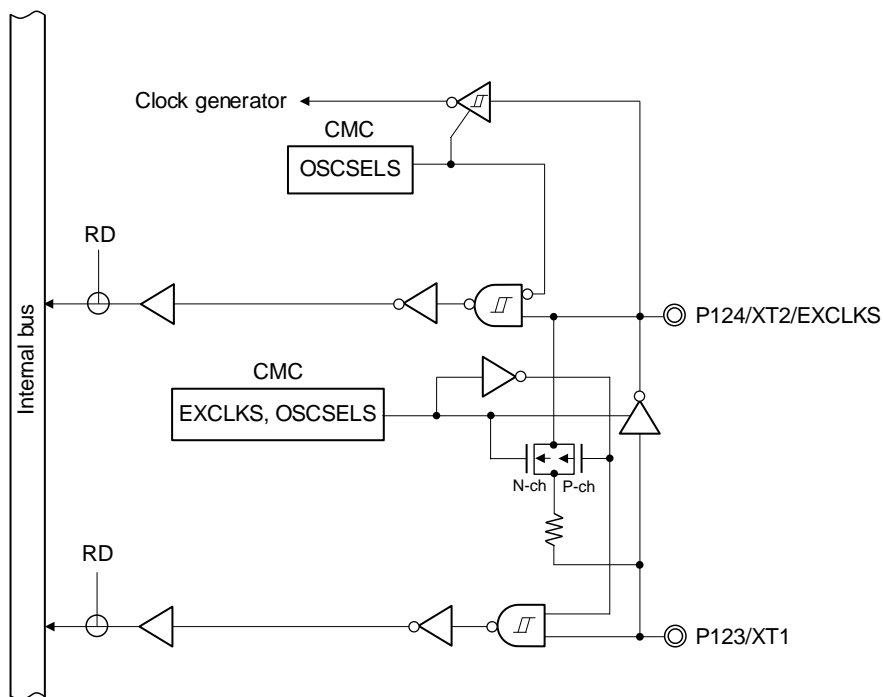 Clock generator
CMC
OSCSELS
RD
P124/XT2/EXCLKS
Internal bus
CMC
EXCLKS, OSCSELS
N-ch
P-ch
RD
P123/XT1